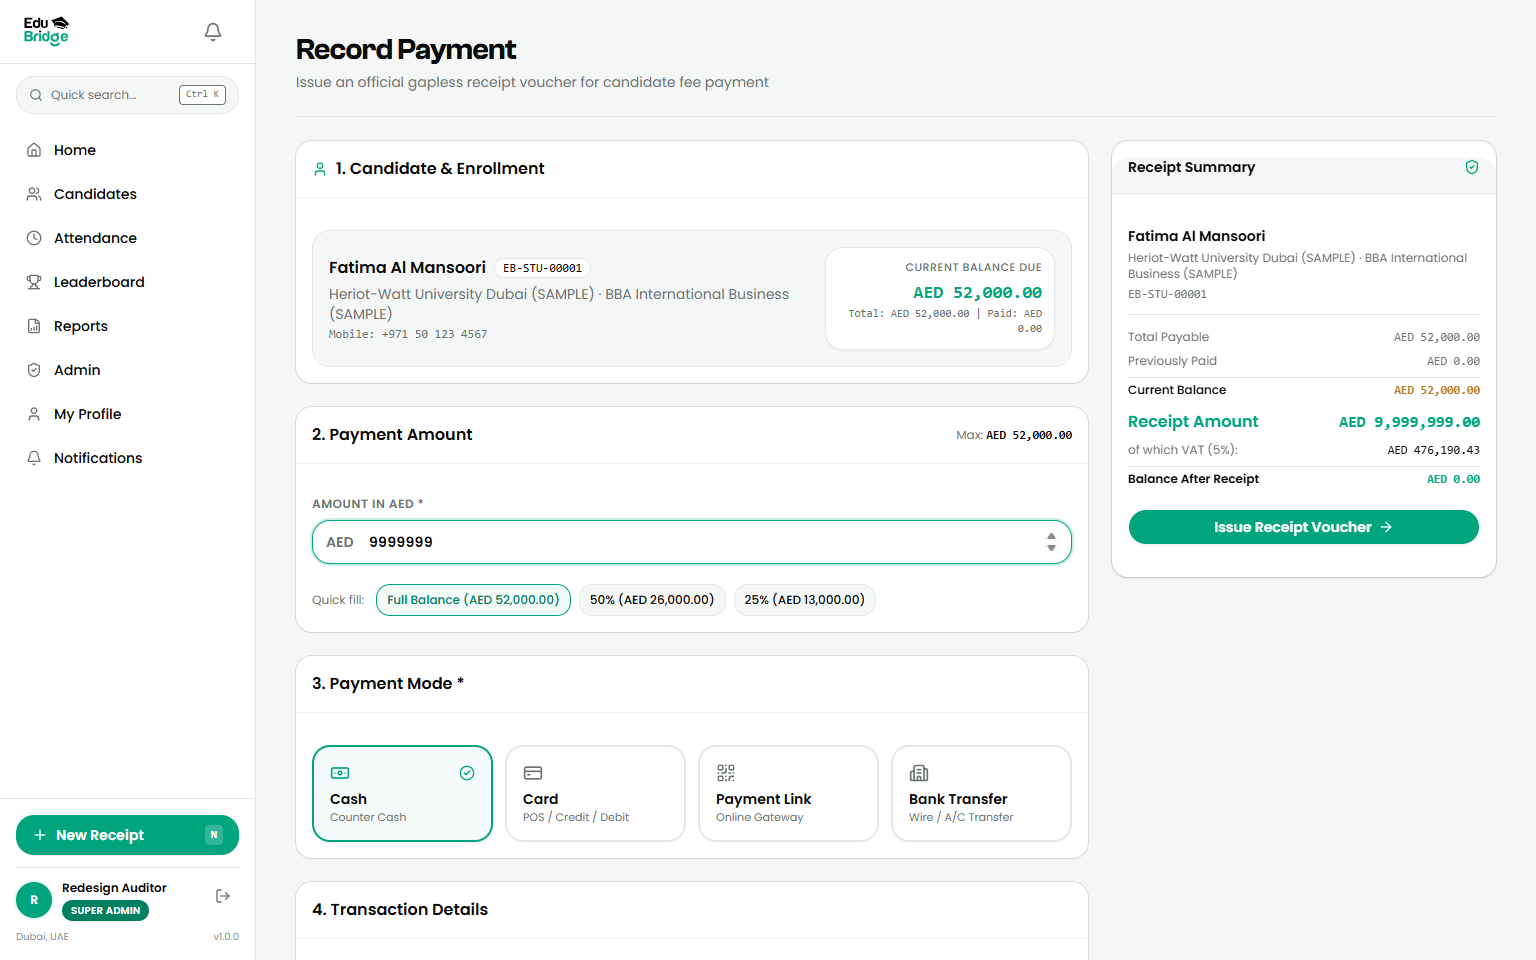 Edu
Bridge
Quick search...
Ctrl K
Home
Candidates
Attendance
Leaderboard
Reports
Admin
My Profile
Notifications
New Receipt
N
R
Redesign Auditor
SUPER ADMIN
Dubai, UAE
v1.0.0
Record Payment
Issue an official gapless receipt voucher for candidate fee payment
1. Candidate & Enrollment
Fatima Al Mansoori
EB-STU-00001
Heriot-Watt University Dubai (SAMPLE) · BBA International Business
(SAMPLE)
Mobile: +971 50 123 4567
CURRENT BALANCE DUE
AED 52,000.00
Total: AED 52,000.00 | Paid: AED
0.00
2. Payment Amount
Max: AED 52,000.00
AMOUNT IN AED *
AED 9999999
Quick fill:
Full Balance (AED 52,000.00)
50% (AED 26,000.00)
25% (AED 13,000.00)
3. Payment Mode *
Cash
Counter Cash
Card
POS / Credit / Debit
Payment Link
Online Gateway
Bank Transfer
Wire / A/C Transfer
4. Transaction Details
Receipt Summary
Fatima Al Mansoori
Heriot-Watt University Dubai (SAMPLE) · BBA International
Business (SAMPLE)
EB-STU-00001
Total Payable AED 52,000.00
Previously Paid AED 0.00
Current Balance AED 52,000.00
Receipt Amount AED 9,999,999.00
of which VAT (5%): AED 476,190.43
Balance After Receipt AED 0.00
Issue Receipt Voucher →